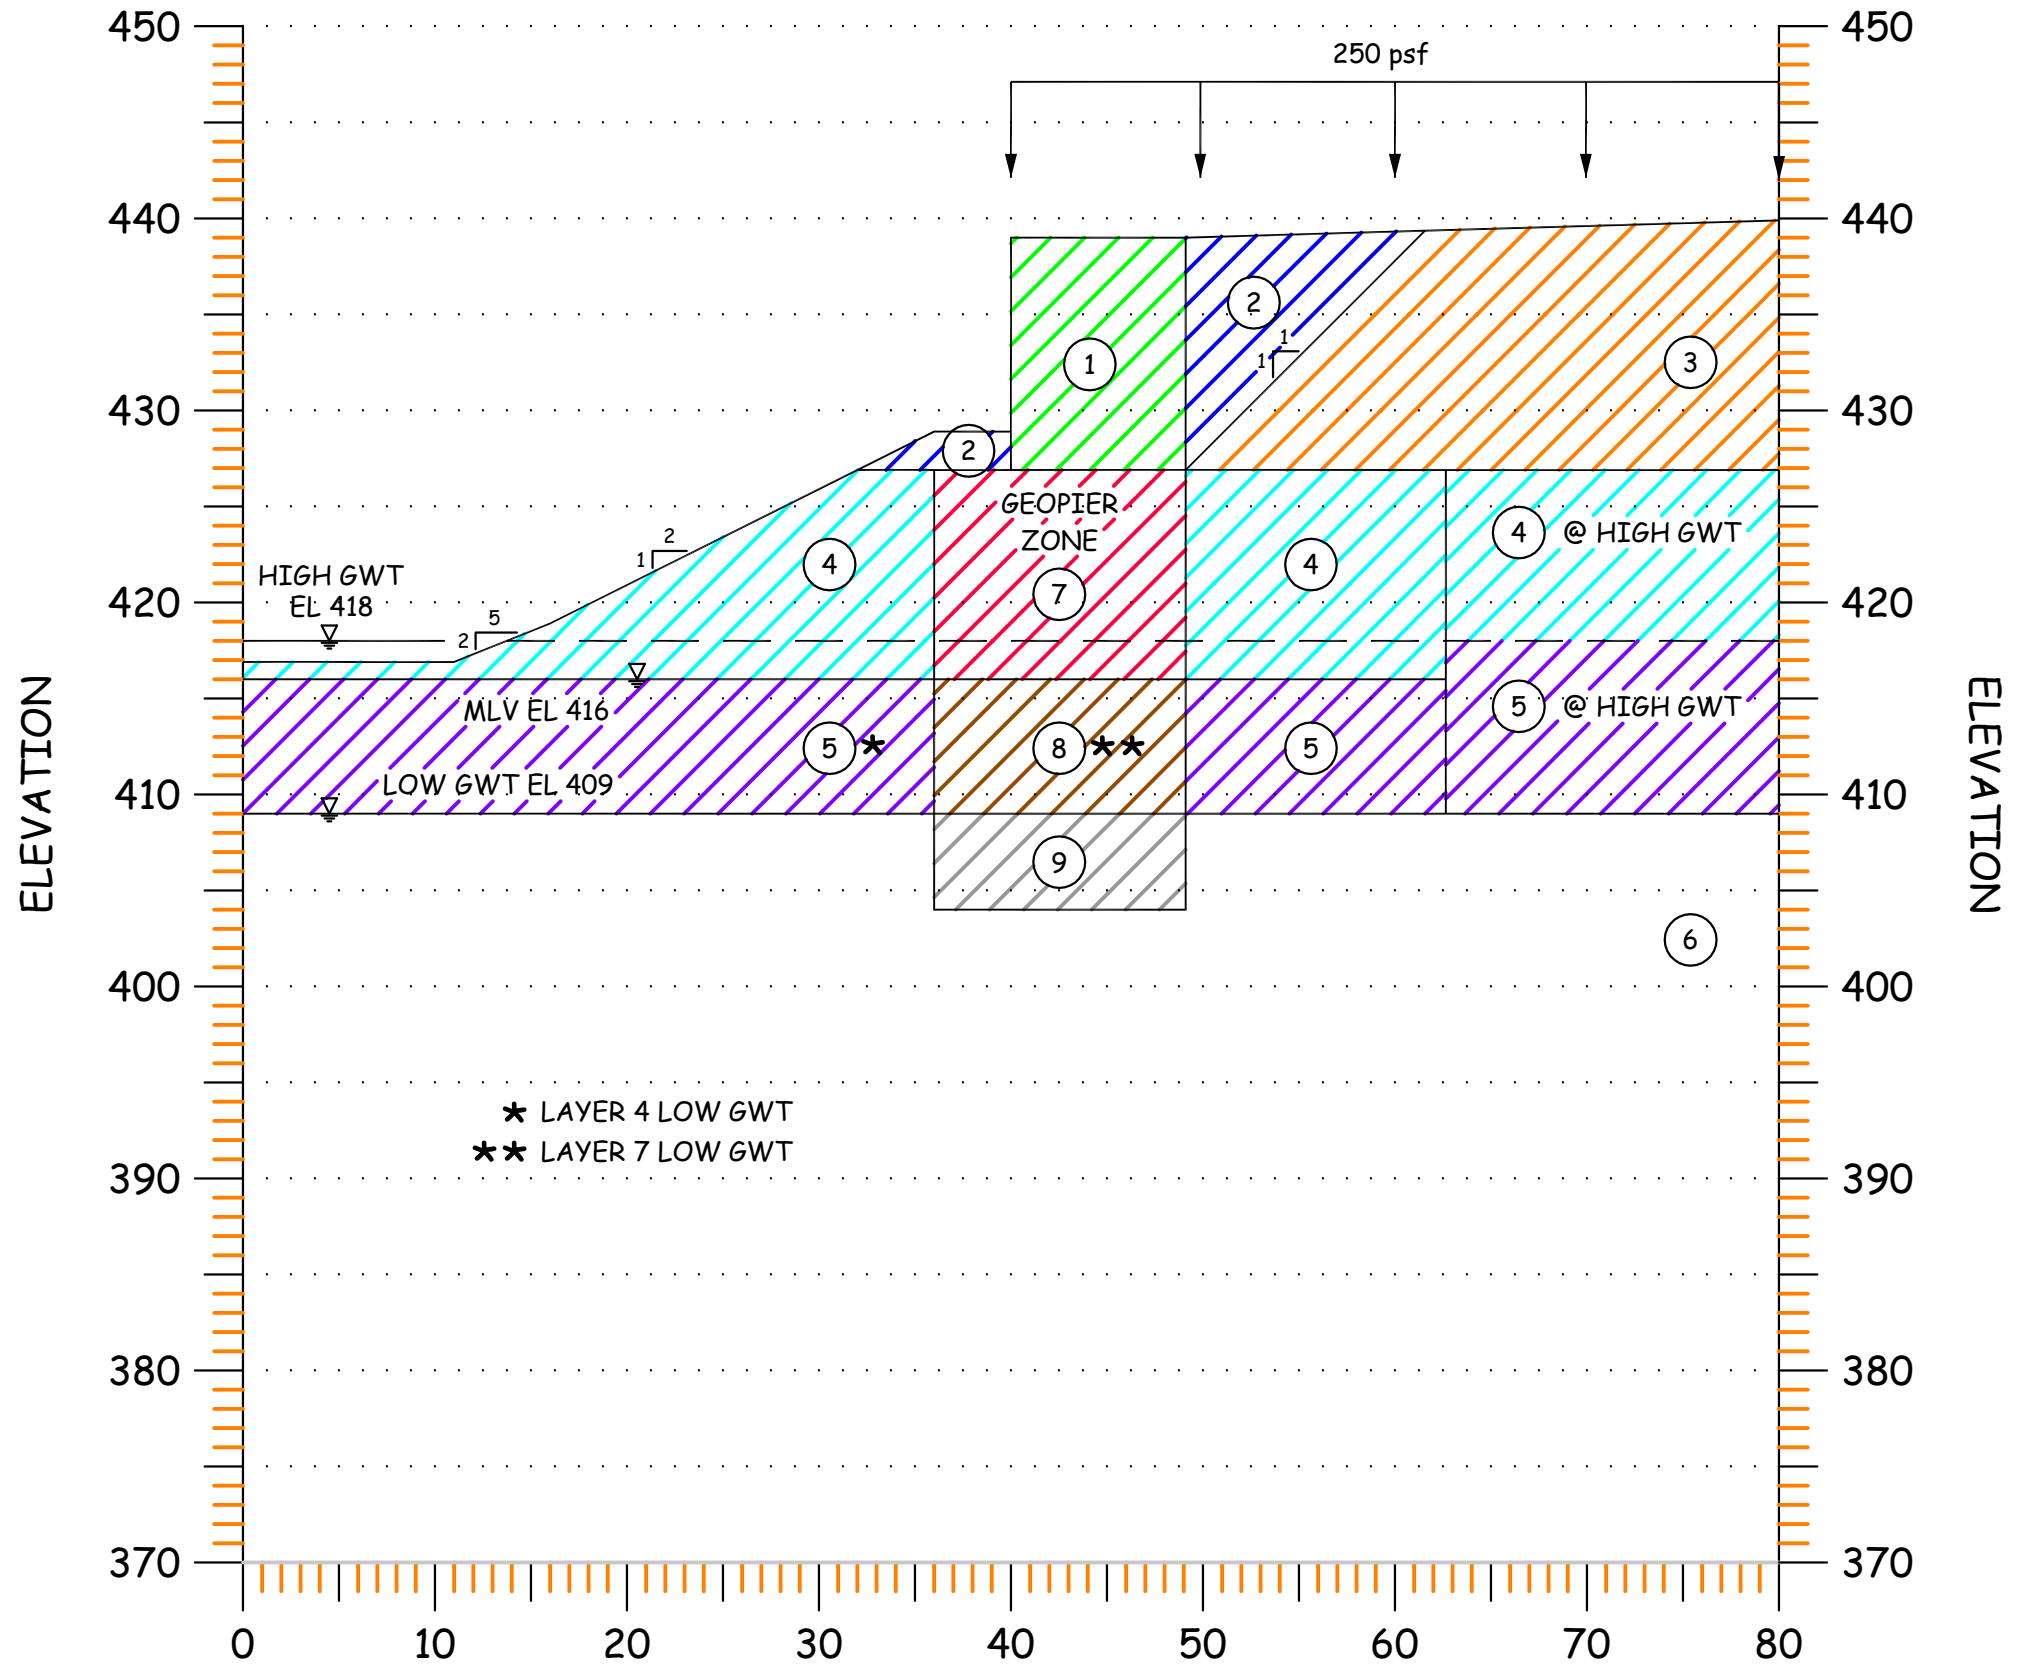 450
450
250 psf
440
440
2
1
1
3
1
430
430
2
GEOPIER
ZONE
2
1
4
4
4 @ HIGH GWT
HIGH GWT
EL 418
7
420
420
5
2
MLV EL 416
5 @ HIGH GWT
5 ★
8 ★★
5
LOW GWT EL 409
410
410
9
ELEVATION
ELEVATION
6
400
400
★ LAYER 4 LOW GWT
★★ LAYER 7 LOW GWT
390
390
380
380
370
370
0 10 20 30 40 50 60 70 80